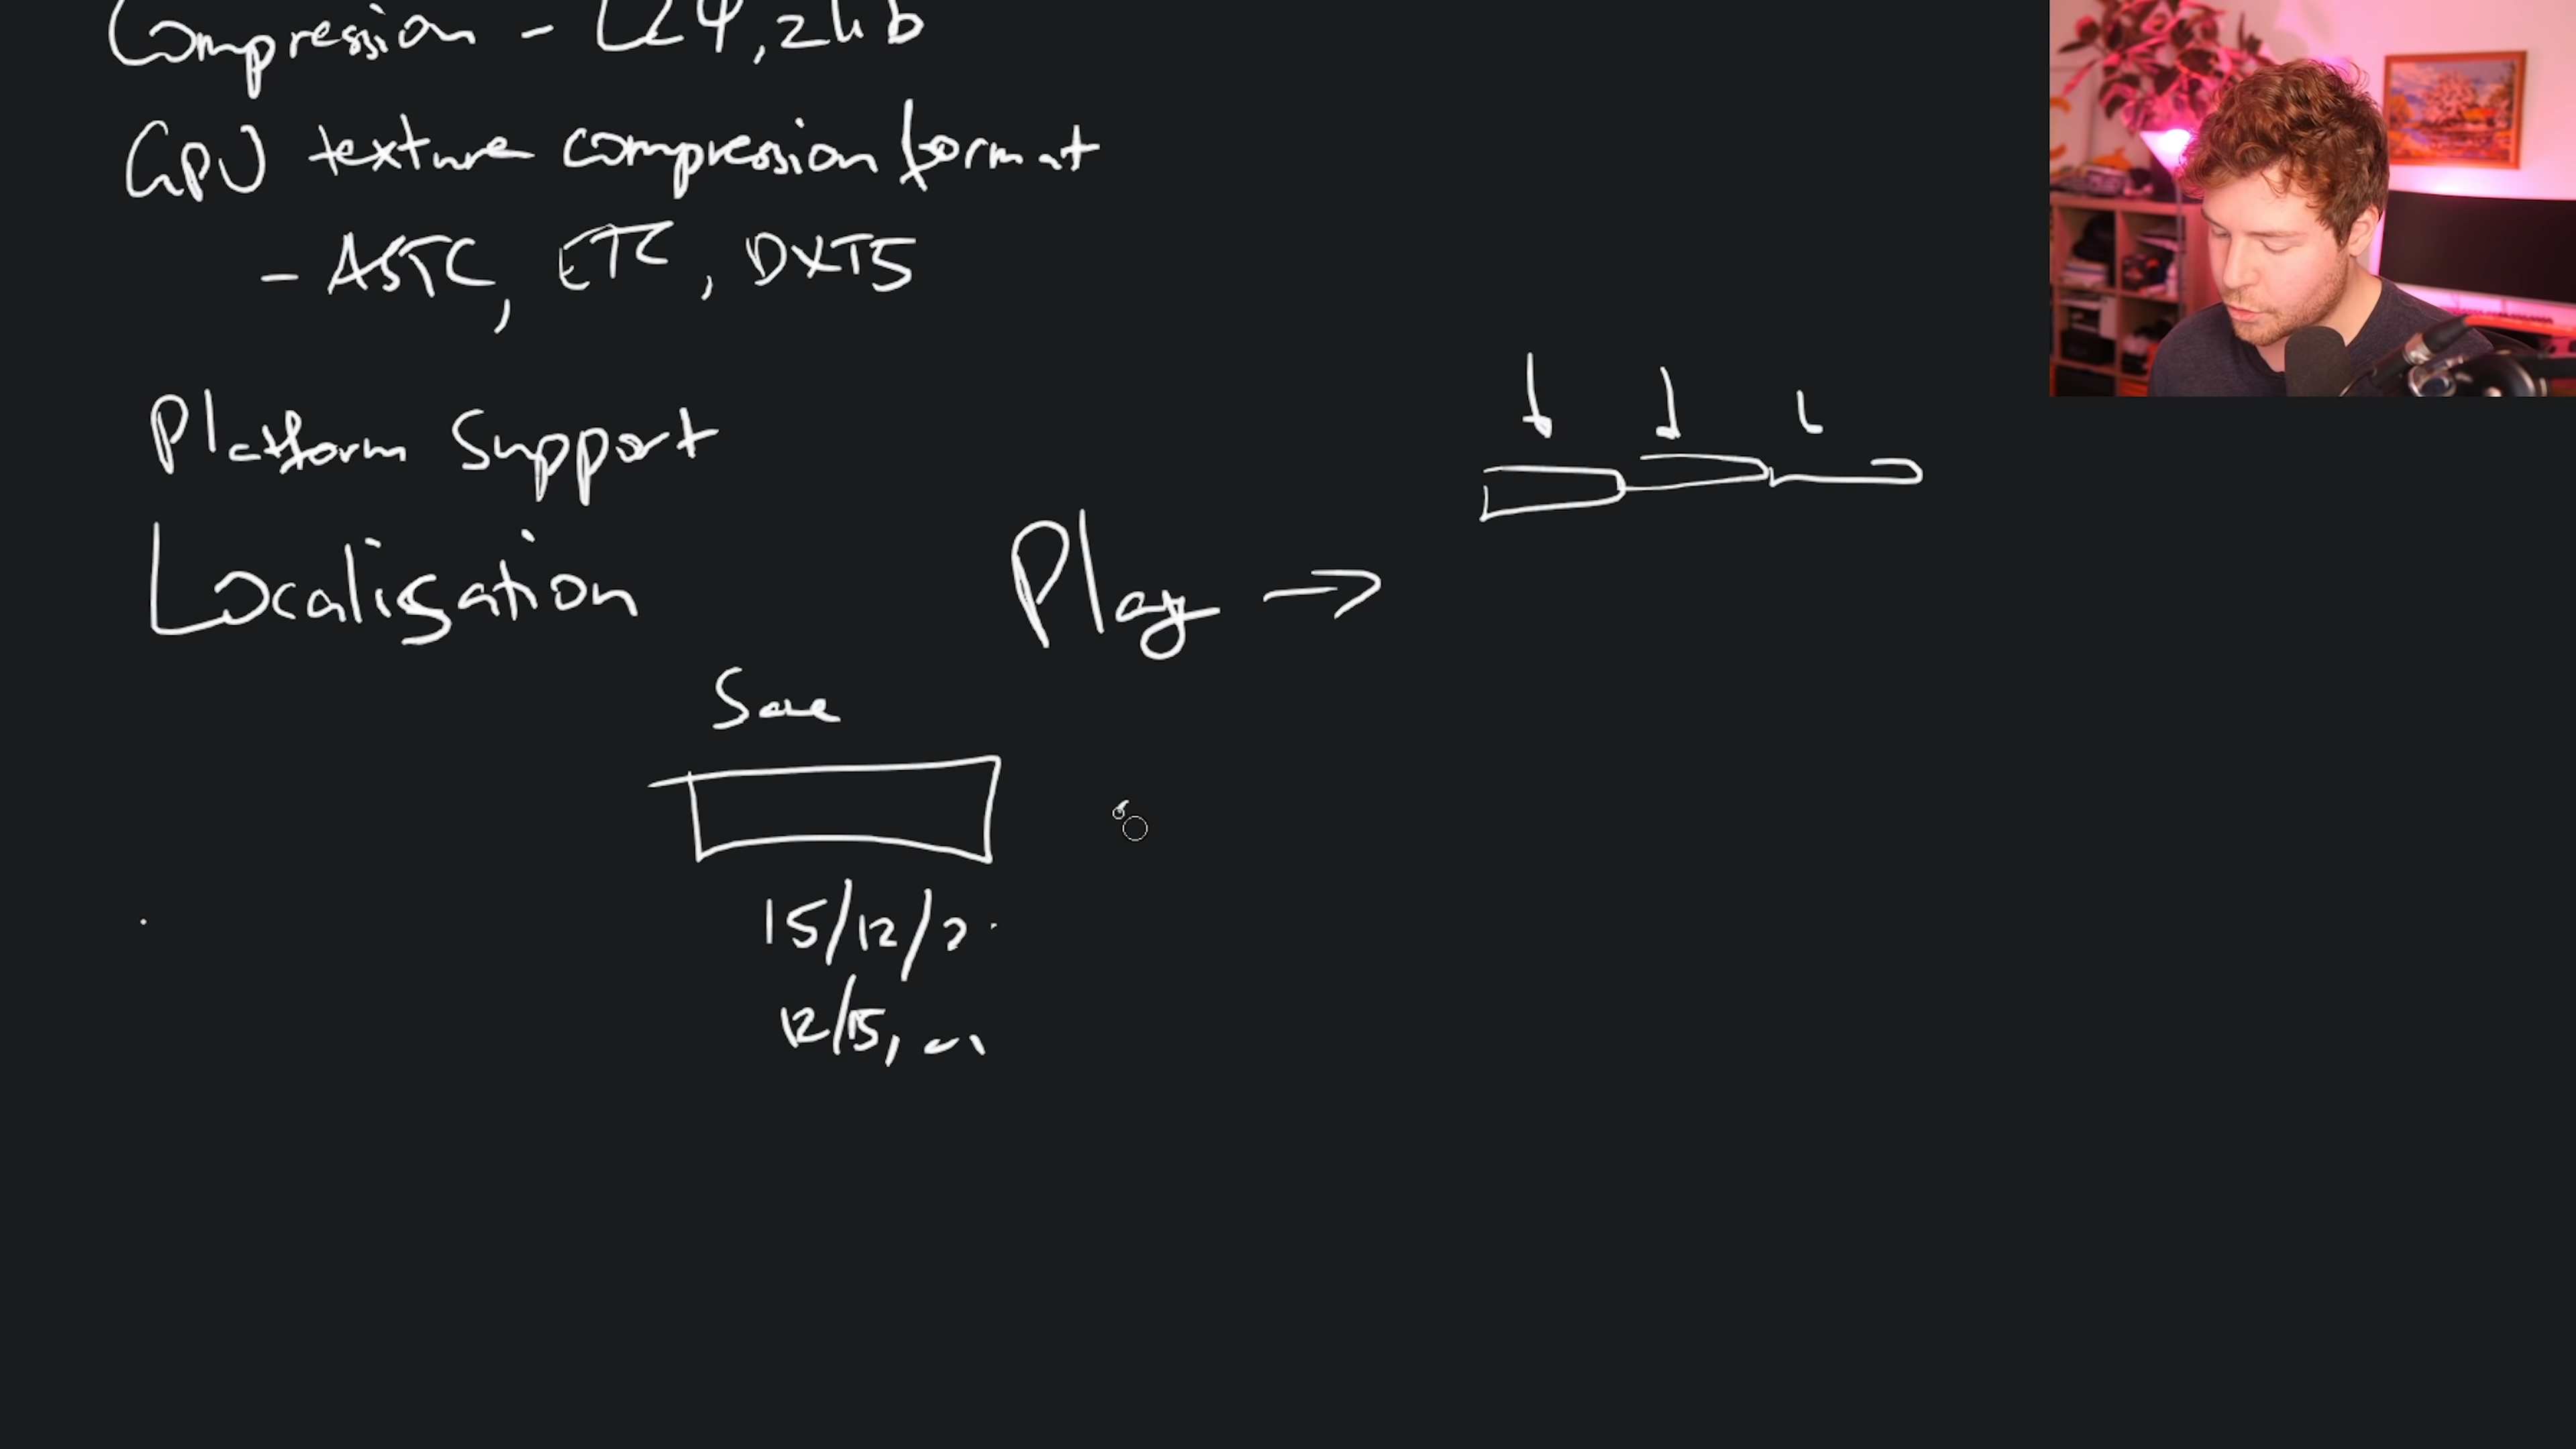 Compression - LZ4, zlib
GPU texture compression format
- ASTC, ETC, DXT5
Platform Support
Localisation
Play →
Save
15/12/2
12/15,